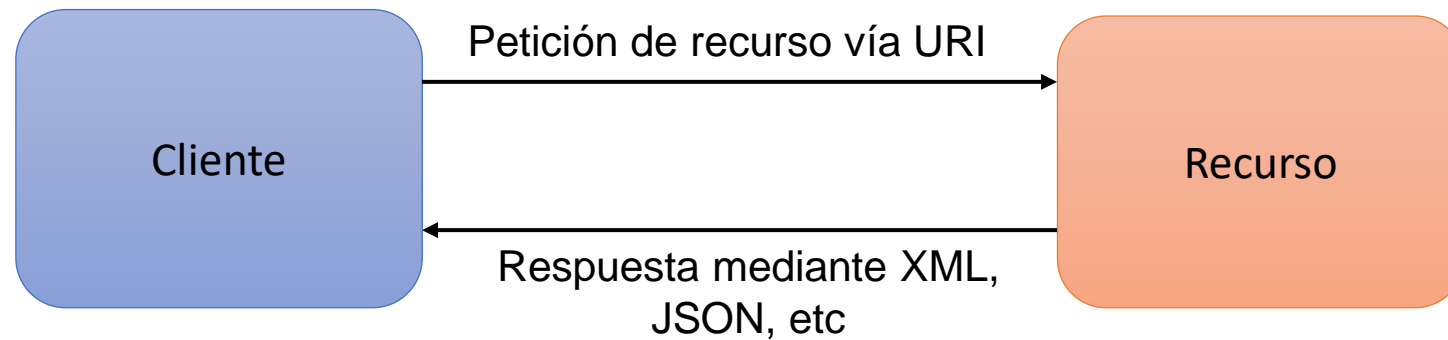 Petición de recurso vía URI
Cliente
Recurso
Respuesta mediante XML,
JSON, etc